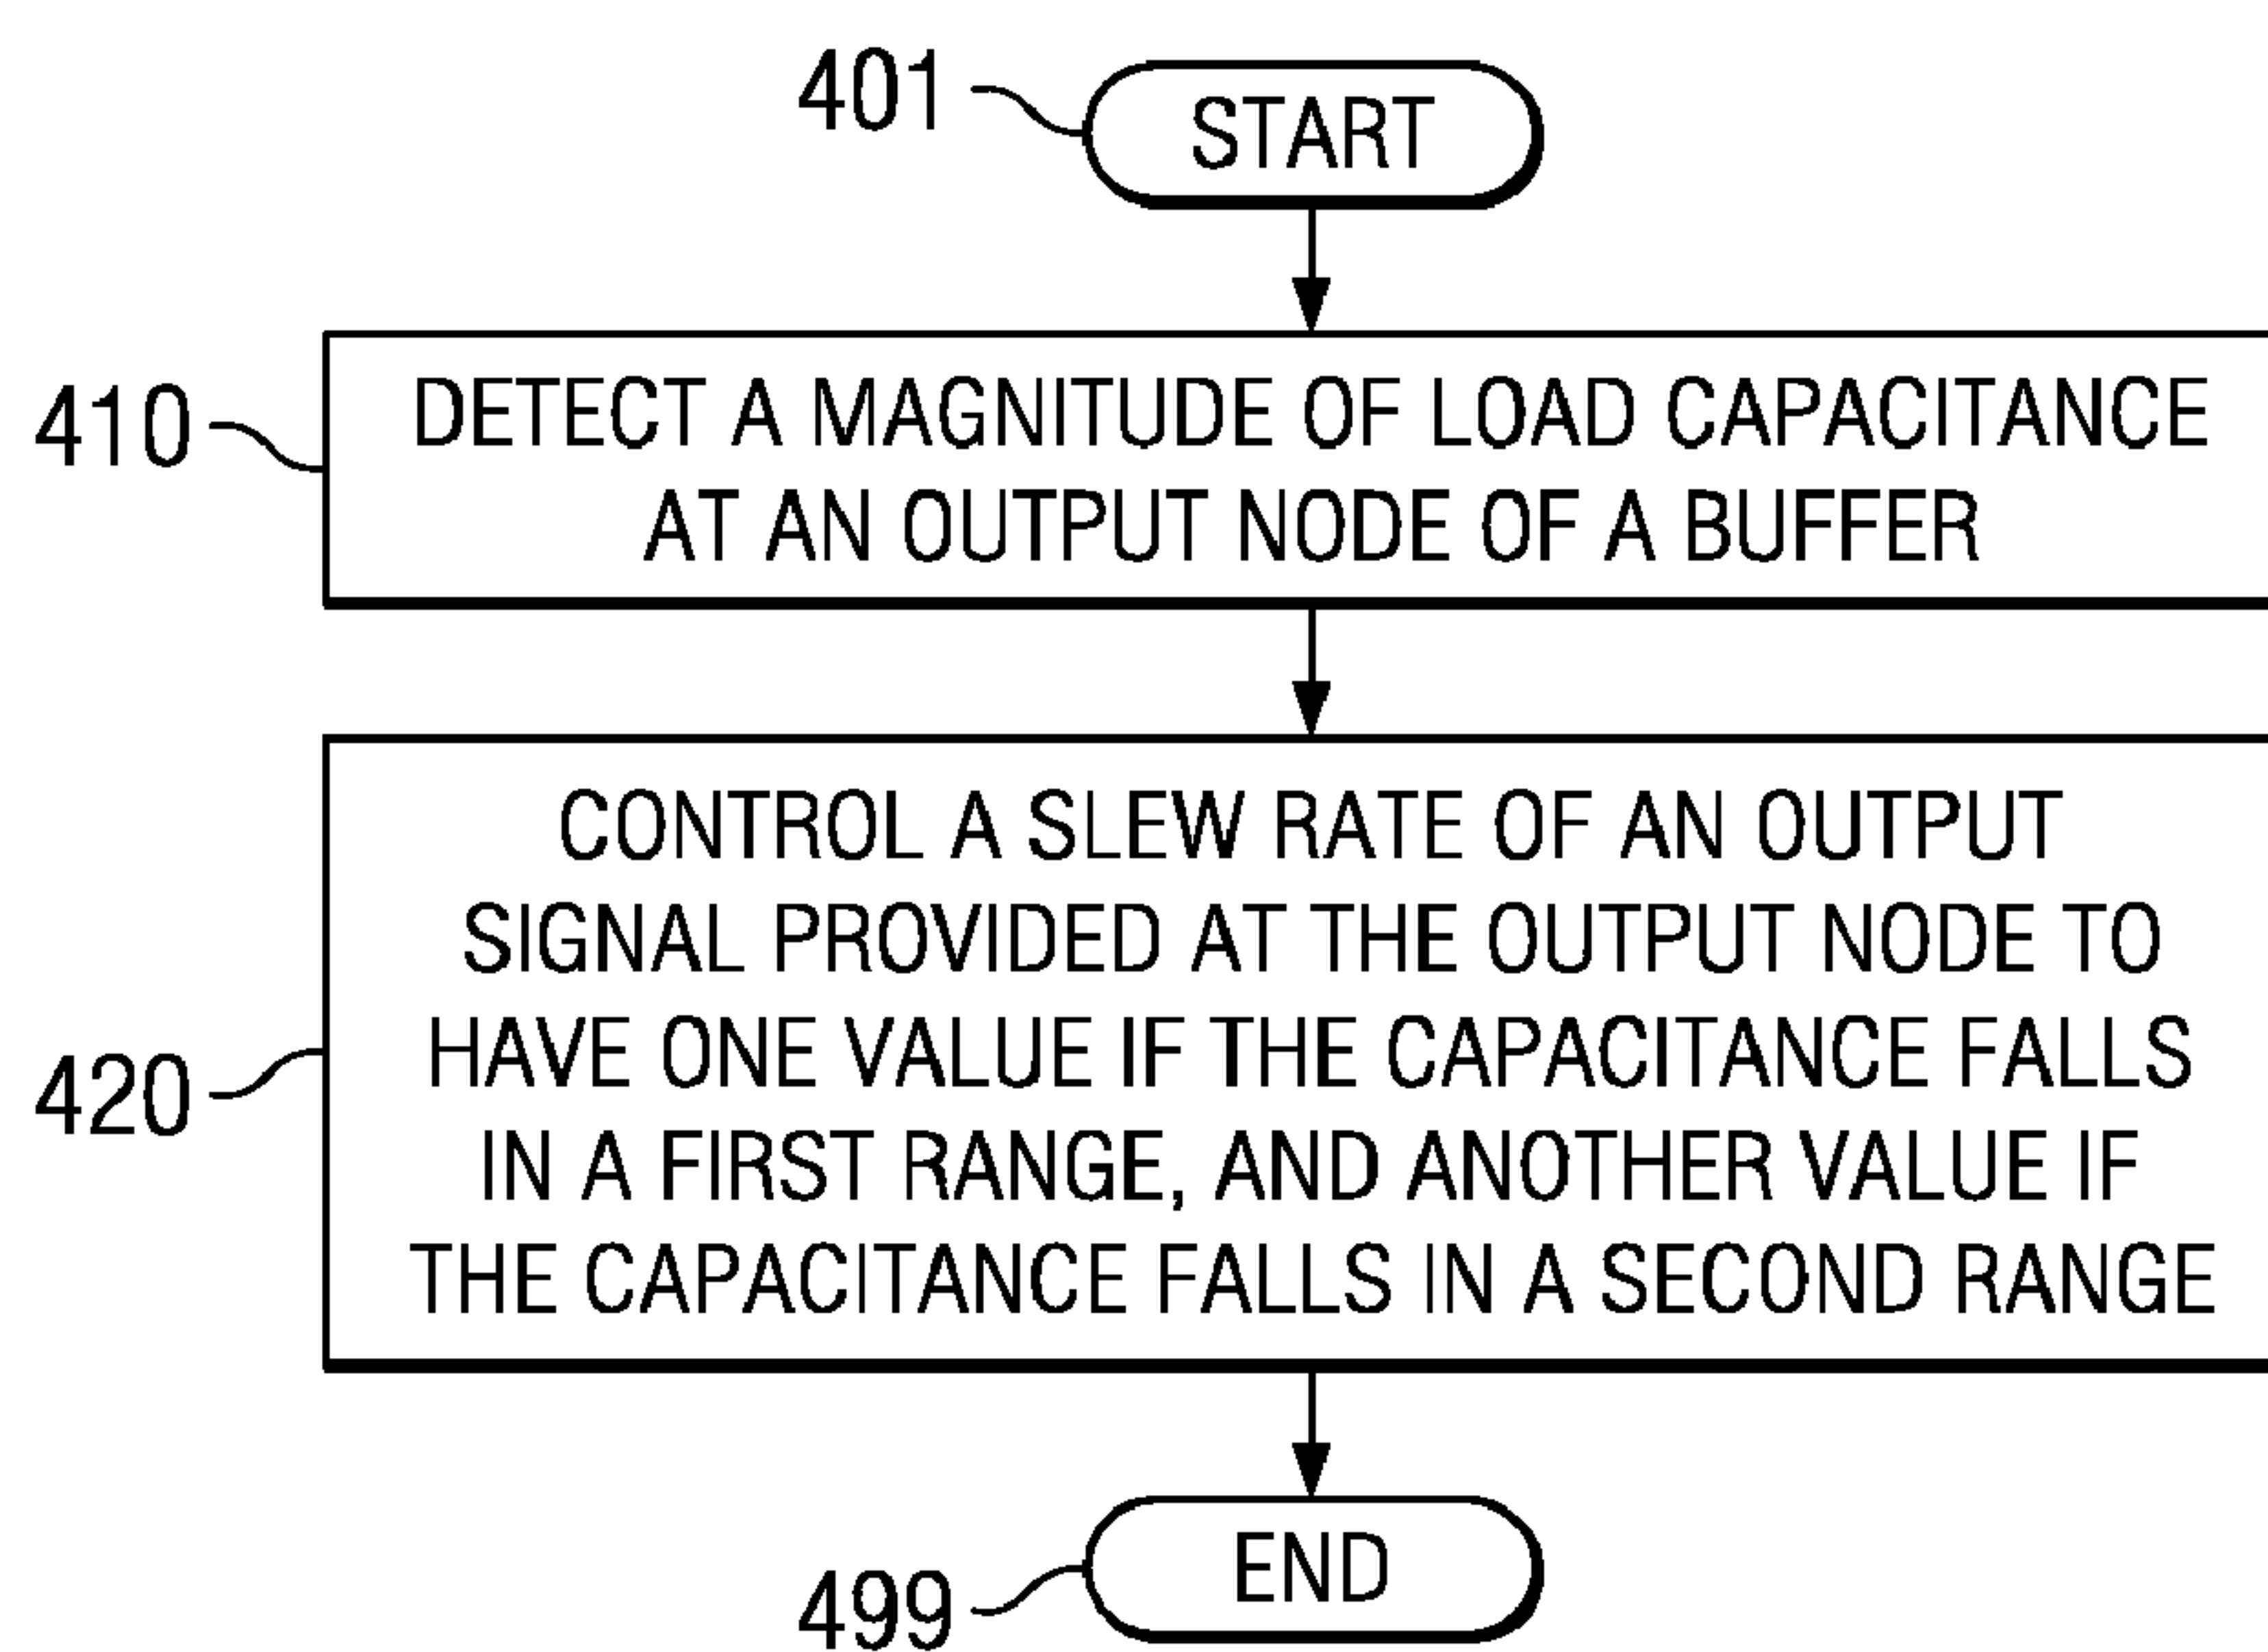 401
START
410
DETECT A MAGNITUDE OF LOAD CAPACITANCE
AT AN OUTPUT NODE OF A BUFFER
420
CONTROL A SLEW RATE OF AN OUTPUT
SIGNAL PROVIDED AT THE OUTPUT NODE TO
HAVE ONE VALUE IF THE CAPACITANCE FALLS
IN A FIRST RANGE, AND ANOTHER VALUE IF
THE CAPACITANCE FALLS IN A SECOND RANGE
499
END